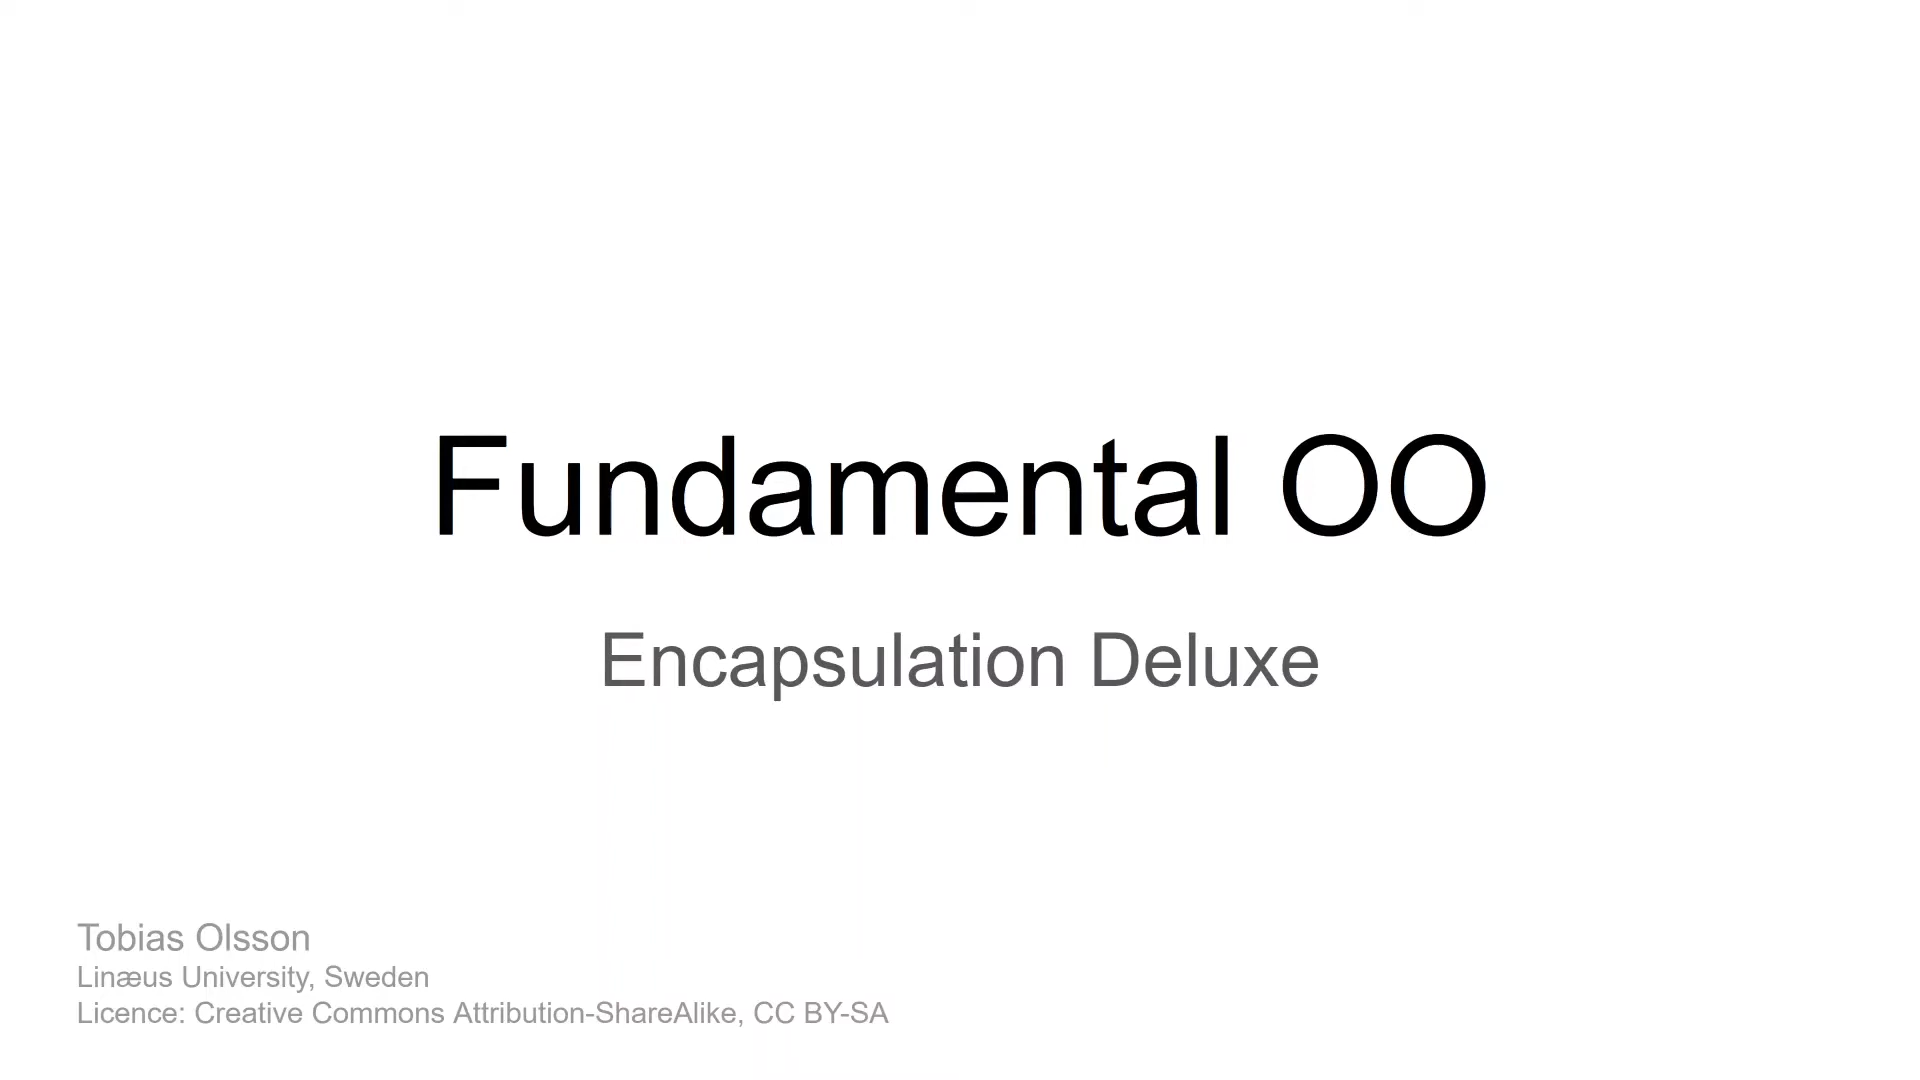 Fundamental OO
Encapsulation Deluxe
Tobias Olsson
Linæus University, Sweden
Licence: Creative Commons Attribution-ShareAlike, CC BY-SA